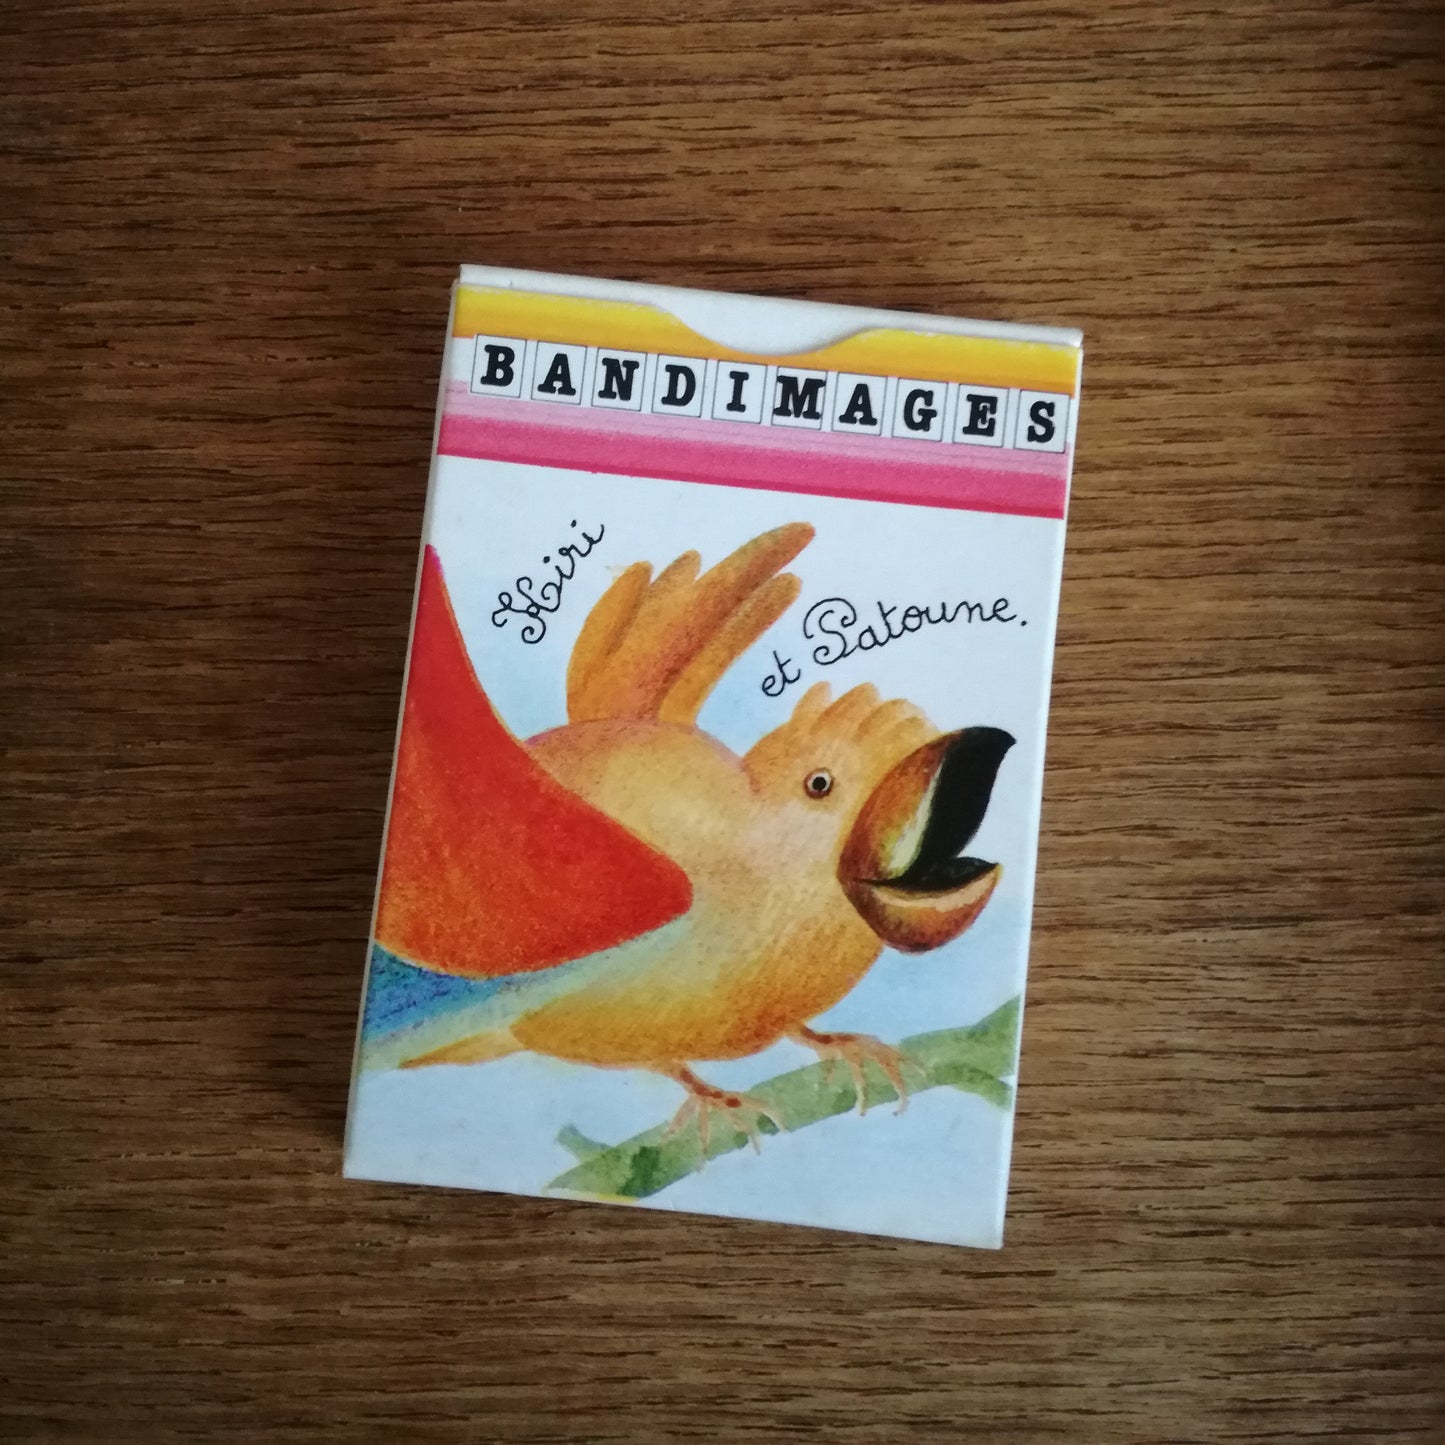 BANDIMAGES
Kiri
et Patoune.